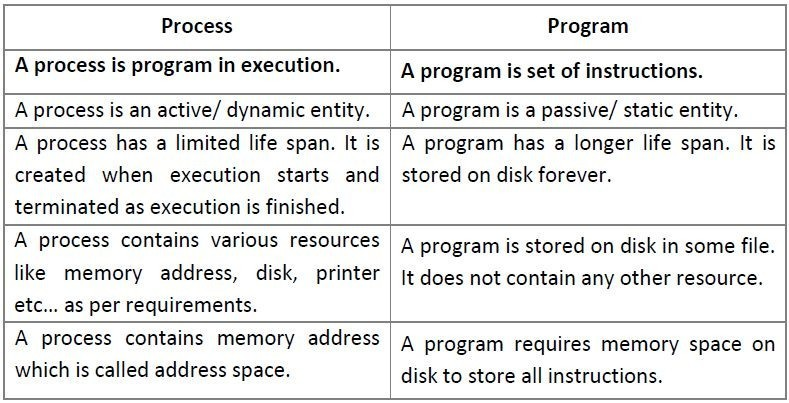 Process
Program
A process is program in execution.
A program is set of instructions.
A process is an active/ dynamic entity.
A program is a passive/ static entity.
A process has a limited life span. It is
created when execution starts and
terminated as execution is finished.
A program has a longer life span. It is
stored on disk forever.
A process contains various resources
like memory address, disk, printer
etc... as per requirements.
A program is stored on disk in some file.
It does not contain any other resource.
A process contains memory address
which is called address space.
A program requires memory space on
disk to store all instructions.